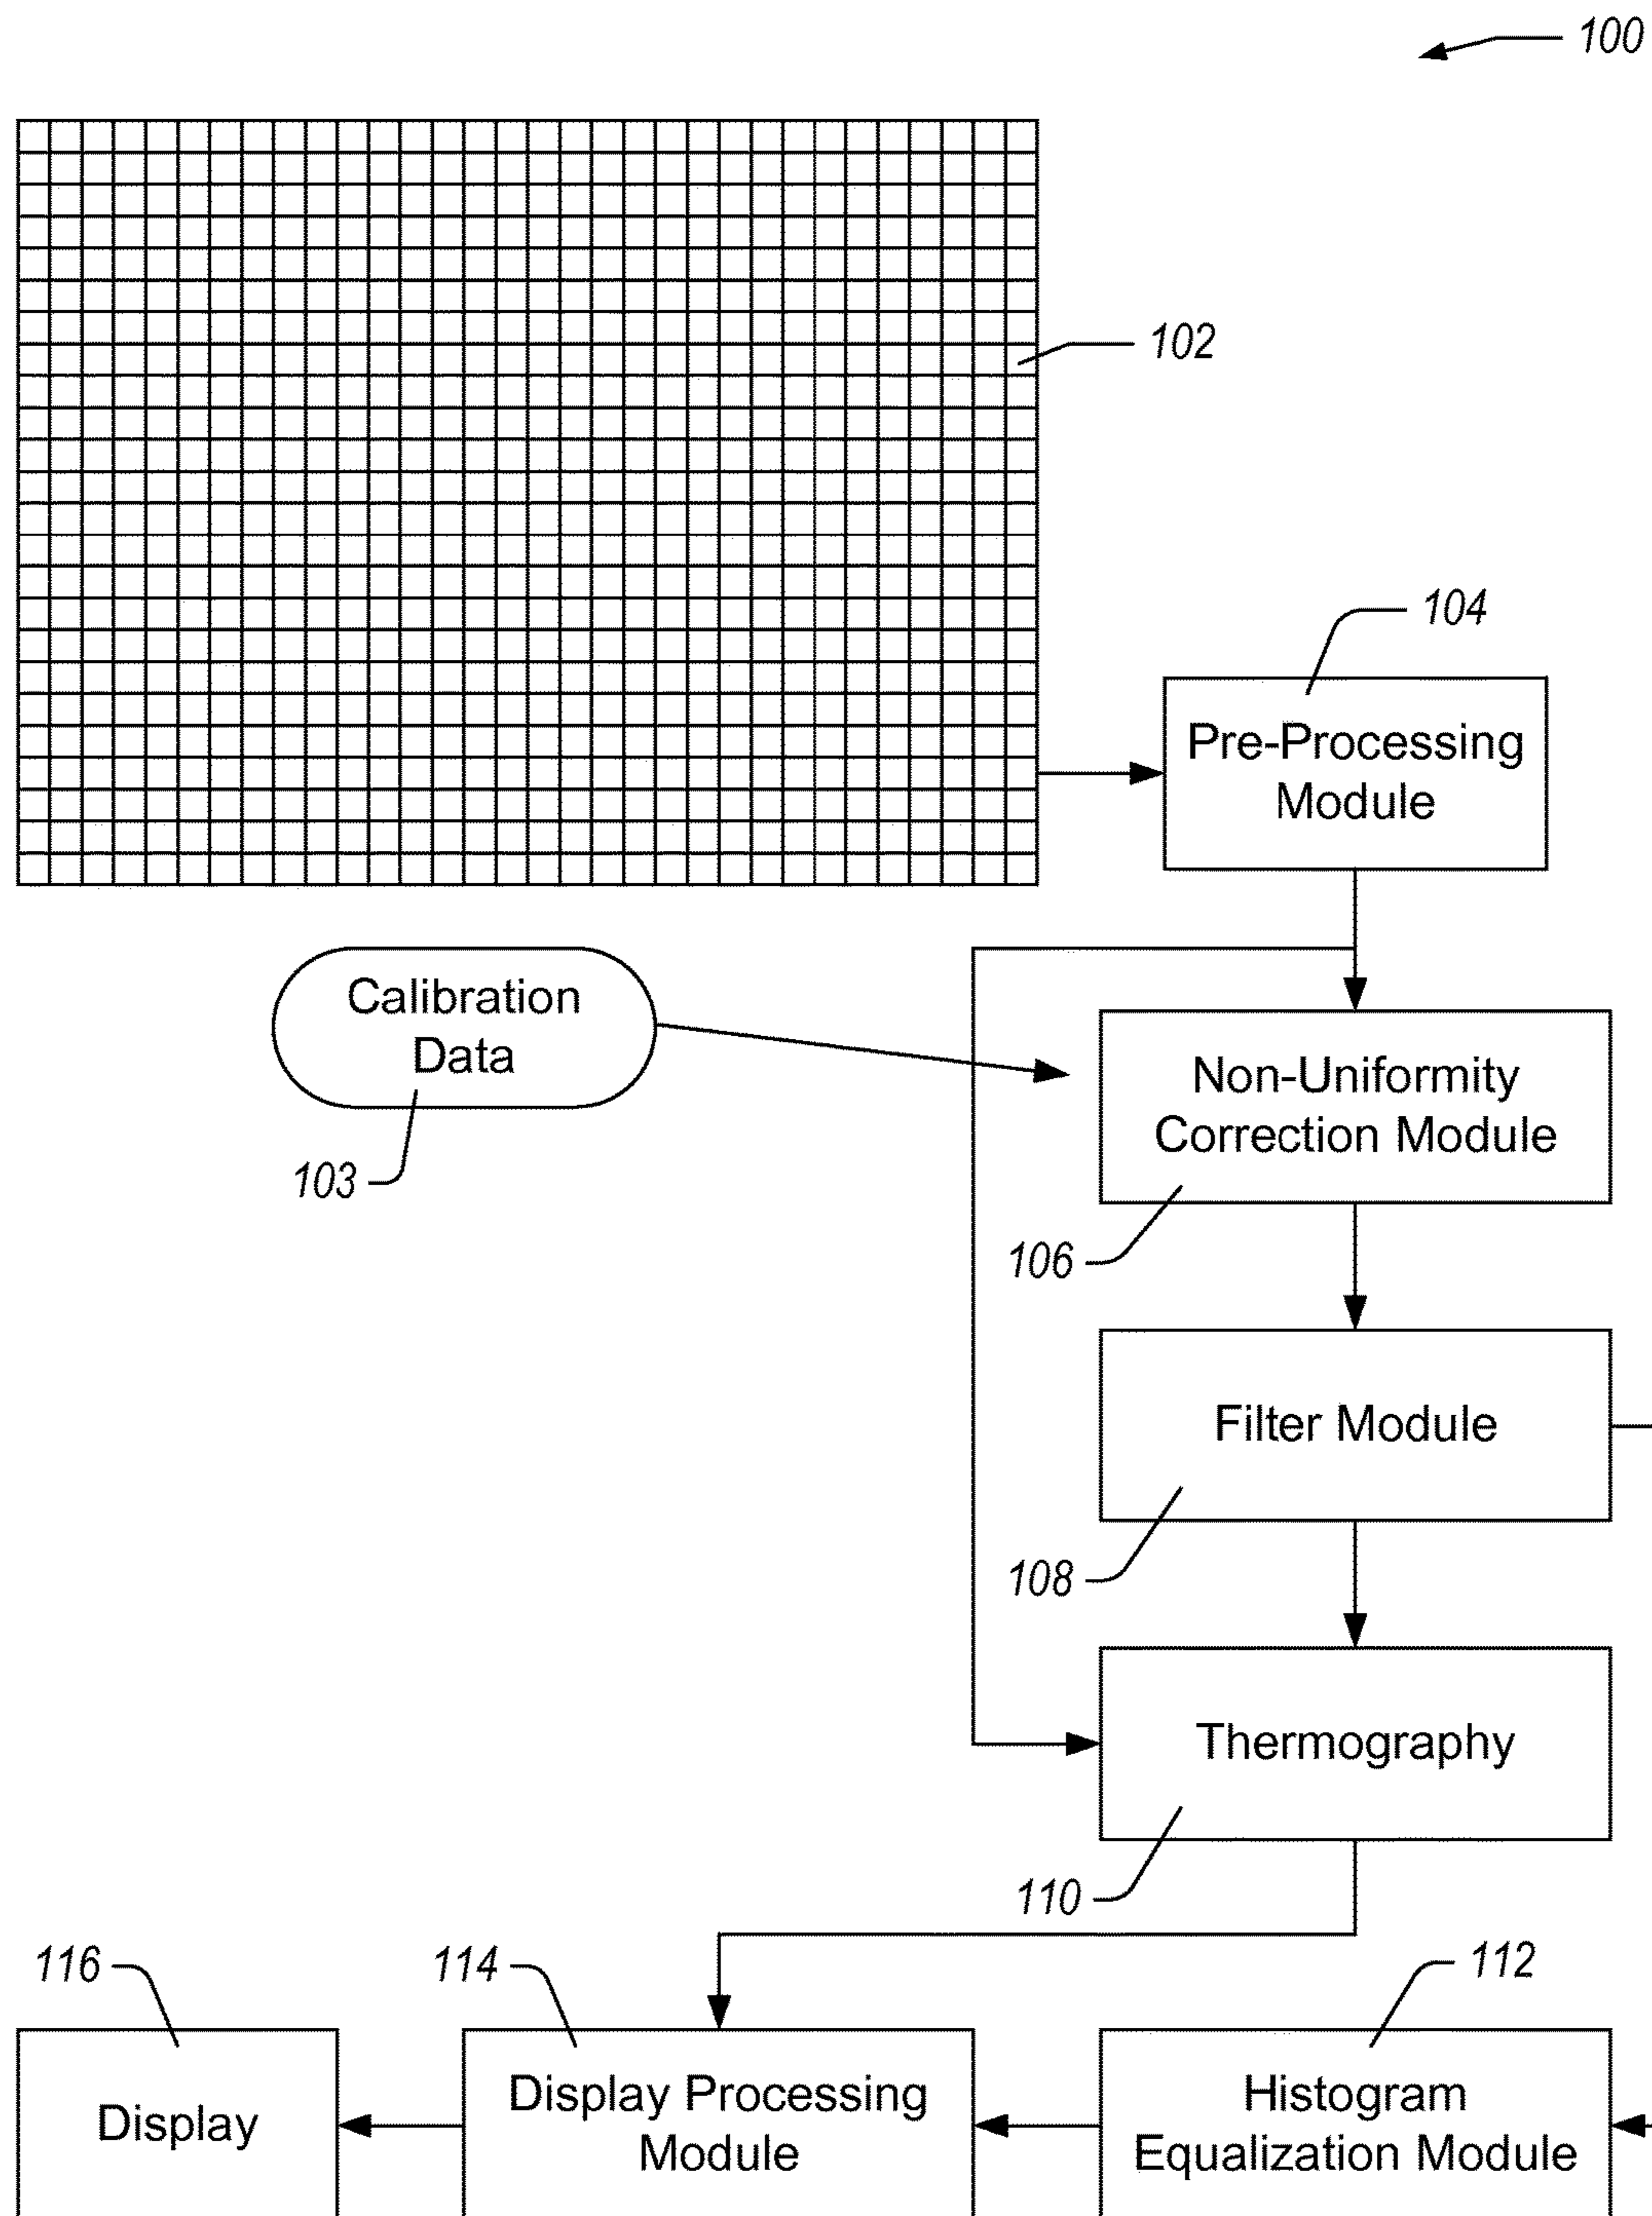 100
102
104
Pre-Processing
Module
Calibration
Data
103
Non-Uniformity
Correction Module
106
Filter Module
108
Thermography
110
116
114
112
Display
Display Processing
Module
Histogram
Equalization Module